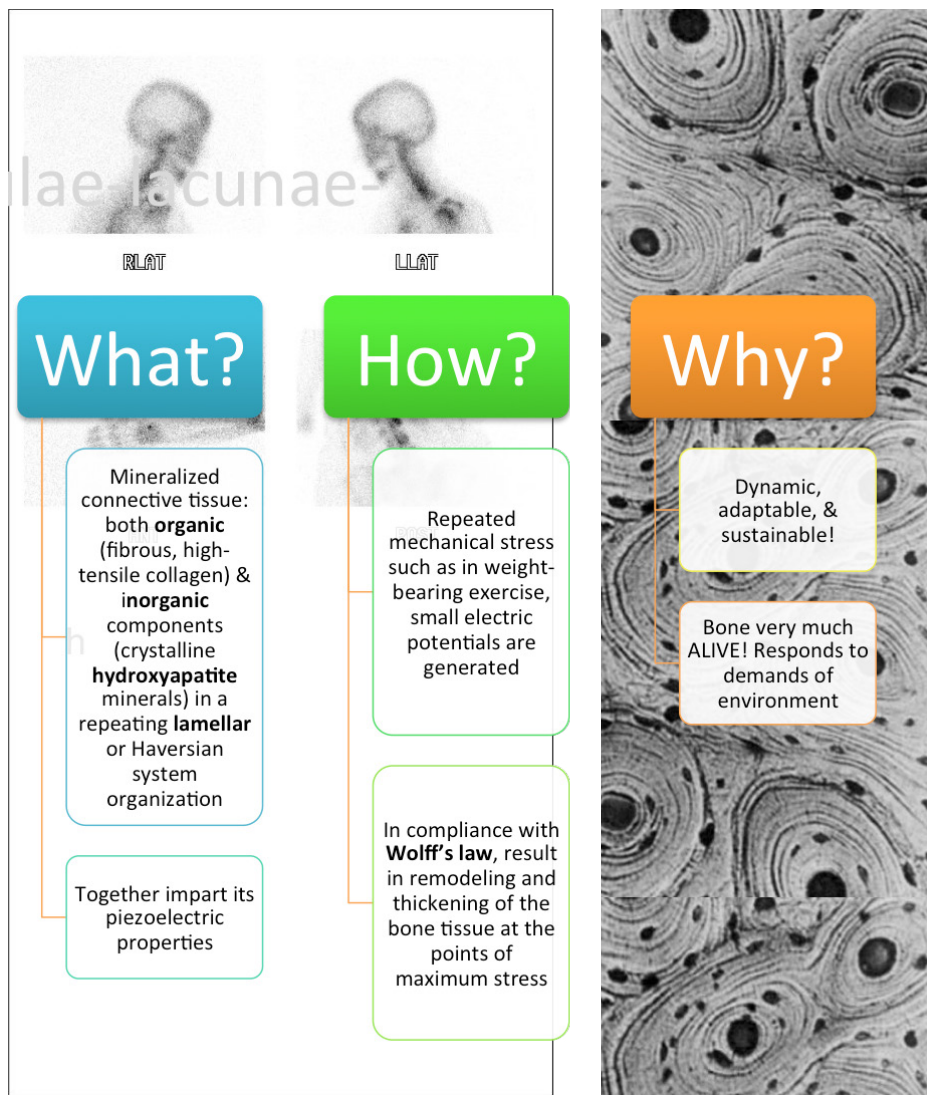 ilae-lacunae-
RLAT
LLAT
What?
Mineralized
connective tissue:
both organic
(fibrous, high-
tensile collagen) &
inorganic
components
(crystalline
hydroxyapatite
minerals) in a
repeating lamellar
or Haversian
system
organization
Together impart its
piezoelectric
properties
How?
Repeated
mechanical stress
such as in weight-
bearing exercise,
small electric
potentials are
generated
In compliance with
Wolff’s law, result
in remodeling and
thickening of the
bone tissue at the
points of
maximum stress
Why?
Dynamic,
adaptable, &
sustainable!
Bone very much
ALIVE! Responds to
demands of
environment